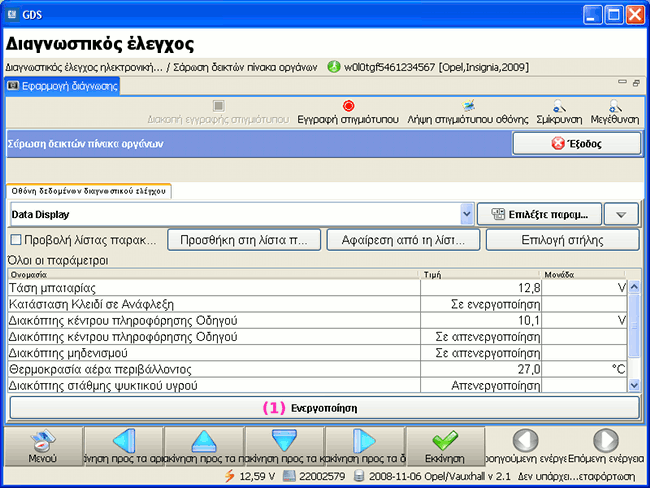 GDS
Διαγνωστικός έλεγχος
Διαγνωστικός έλεγχος ηλεκτρονική... / Σάρωση δεικτών πίνακα οργάνων w0l0tgf5461234567 [Opel,Insignia,2009]
Εφαρμογή διάγνωσης
Διακοπή εγγραφής στιγμιότυπου Εγγραφή στιγμιότυπου Λήψη στιγμιότυπου οθόνης Σμίκρυνση Μεγέθυνση
Σάρωση δεικτών πίνακα οργάνων Έξοδος
Οθόνη δεδομένων διαγνωστικού ελέγχου
Data Display Επιλέξτε παραμ...
Προβολή λίστας παρακ... Προσθήκη στη λίστα π... Αφαίρεση από τη λίστ... Επιλογή στήλης
Όλοι οι παράμετροι
Ονομασία Τιμή Μονάδα
Τάση μπαταρίας 12,8 V
Κατάσταση Κλειδί σε Ανάφλεξη Σε ενεργοποίηση
Διακόπτης κέντρου πληροφόρησης Οδηγού 10,1 V
Διακόπτης κέντρου πληροφόρησης Οδηγού Σε απενεργοποίηση
Διακόπτης μηδενισμού Σε απενεργοποίηση
Θερμοκρασία αέρα περιβάλλοντος 27,0 °C
Διακόπτης στάθμης ψυκτικού υγρού Απενεργοποίηση
(1) Ενεργοποίηση
Μενού κίνηση προς τα αρι ακίνηση προς τα π ακίνηση προς τα κ κίνηση προς τα Εκκίνηση οηγούμενη ενέργε Επόμενη ενέργεια
12,59 V 22002579 2008-11-06 Opel/Vauxhall v 2.1 Δεν υπάρχει...εταφόρτωση